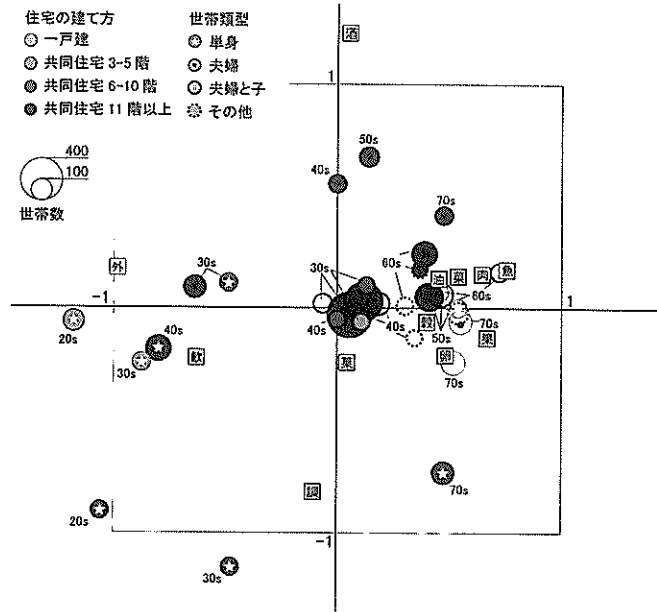 住宅の建て方
一戸建
共同住宅 3-5 階
共同住宅 6-10 階
共同住宅 11 階以上
世帯類型
単身
夫婦
夫婦と子
その他
400
100
世帯数
酒
1
50s
40s
70s
30s
外
30s
60s
油
菜
肉
魚
60s
-1
1
20s
40s
30s
飲
40s
40s
穀
50s
70s
果
卵
70s
菓
調
70s
20s
-1
30s